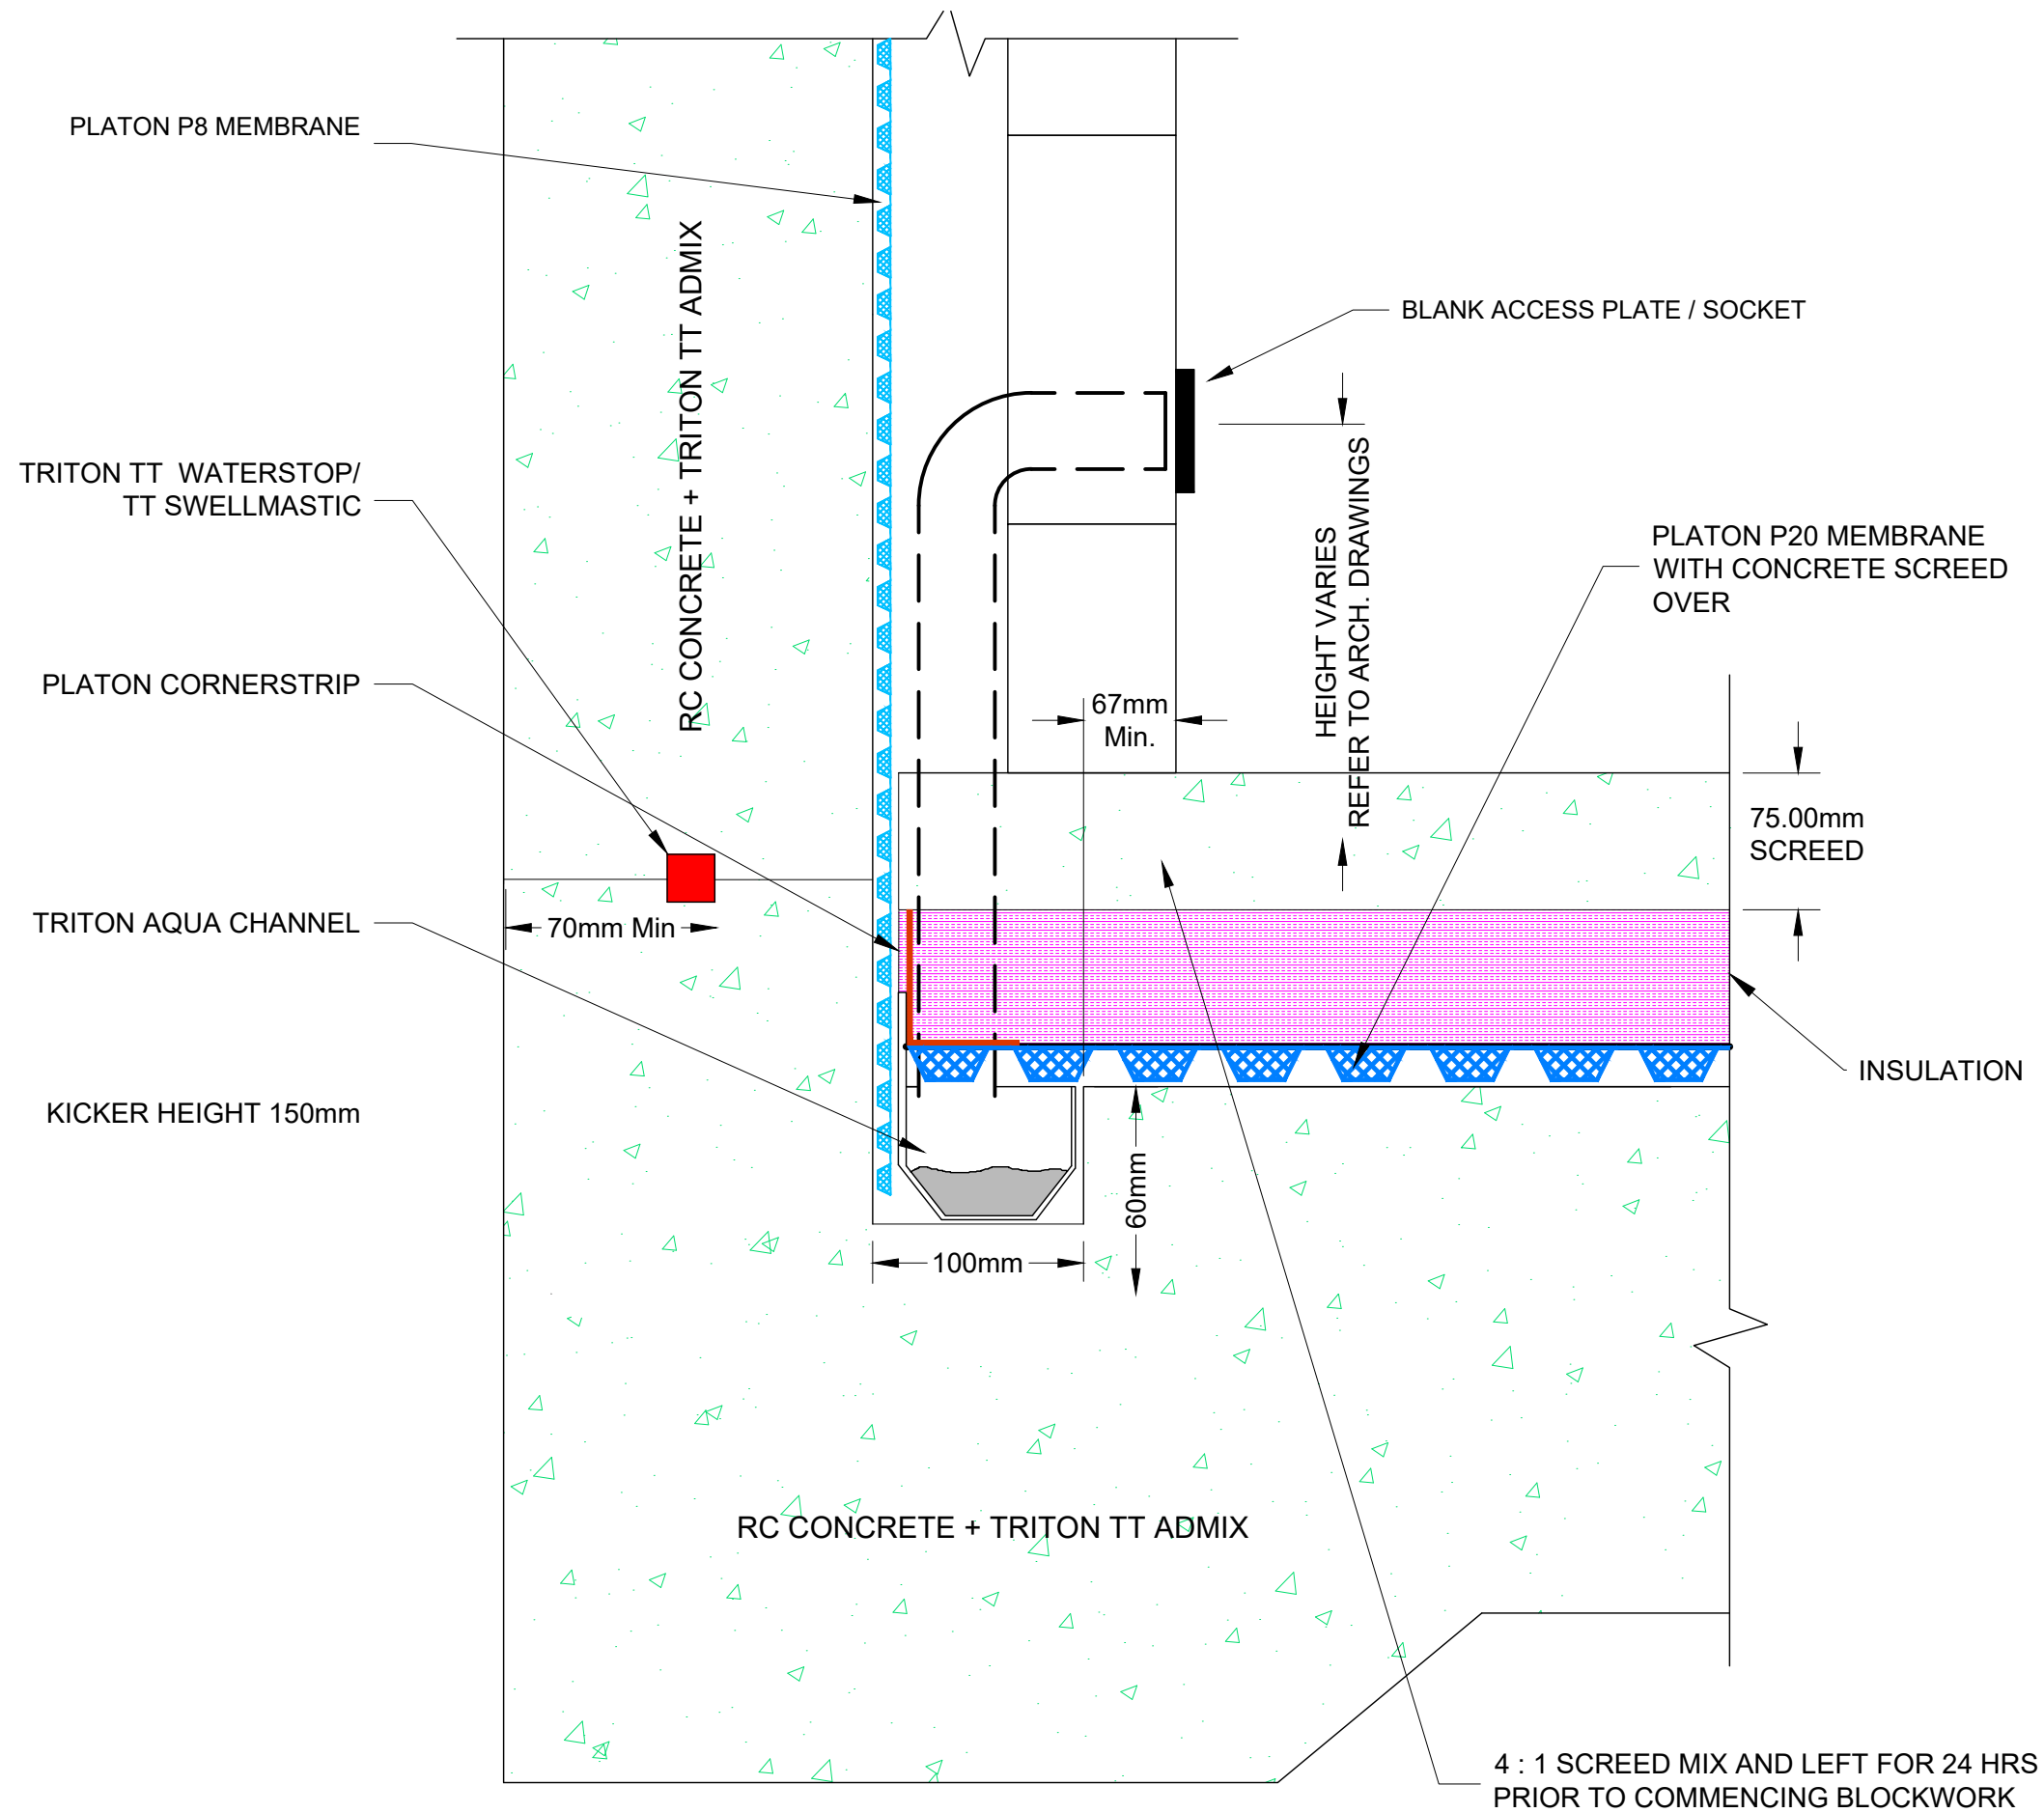 PLATON P8 MEMBRANE
RC CONCRETE + TRITON TT ADMIX
BLANK ACCESS PLATE / SOCKET
TRITON TT  WATERSTOP/
TT SWELLMASTIC
HEIGHT VARIES
REFER TO ARCH. DRAWINGS
PLATON P20 MEMBRANE
WITH CONCRETE SCREED
OVER
PLATON CORNERSTRIP
67mm
Min.
75.00mm
SCREED
TRITON AQUA CHANNEL
70mm Min
INSULATION
KICKER HEIGHT 150mm
60mm
100mm
RC CONCRETE + TRITON TT ADMIX
4 : 1 SCREED MIX AND LEFT FOR 24 HRS
PRIOR TO COMMENCING BLOCKWORK